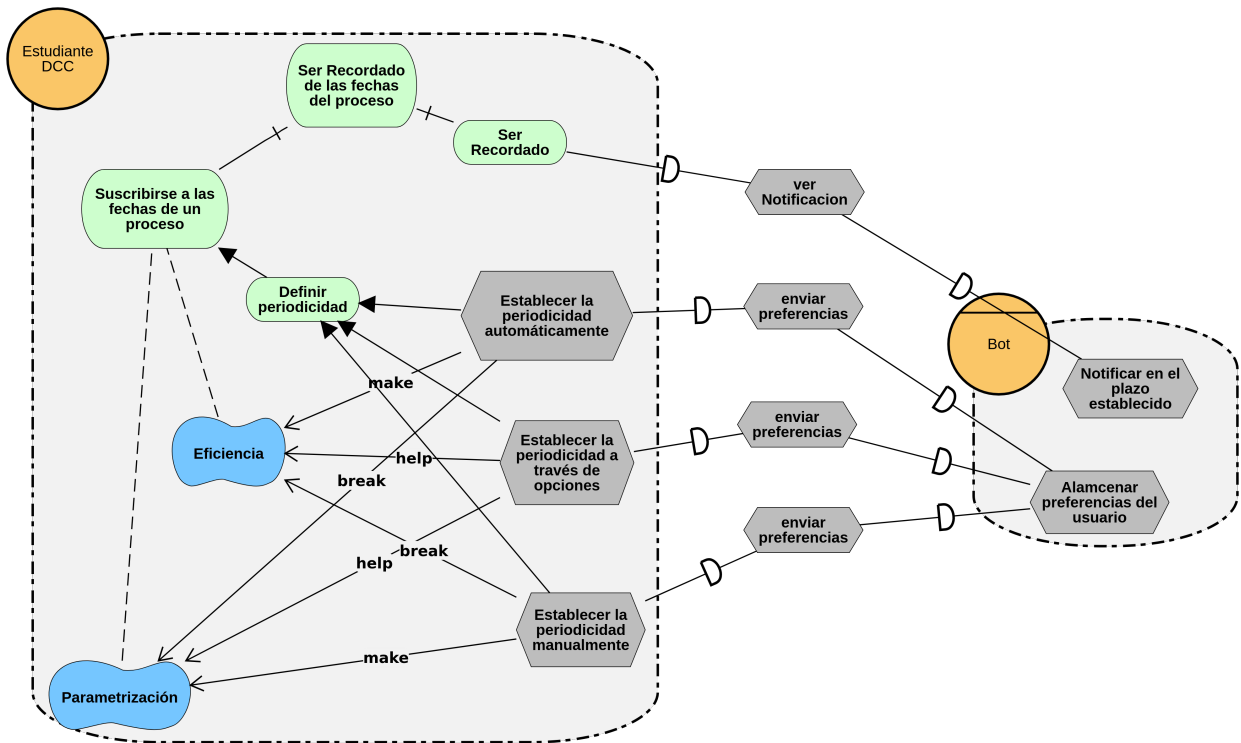 Estudiante
DCC
Ser Recordado
de las fechas
del proceso
Ser
Recordado
Suscribirse a las
fechas de un
proceso
ver
Notificacion
Definir
periodicidad
Establecer la
periodicidad
automáticamente
enviar
preferencias
Bot
Notificar en el
plazo
establecido
make
Eficiencia
help
break
Establecer la
periodicidad a
través de
opciones
enviar
preferencias
Alamcenar
preferencias del
usuario
enviar
preferencias
break
help
Establecer la
periodicidad
manualmente
make
Parametrización